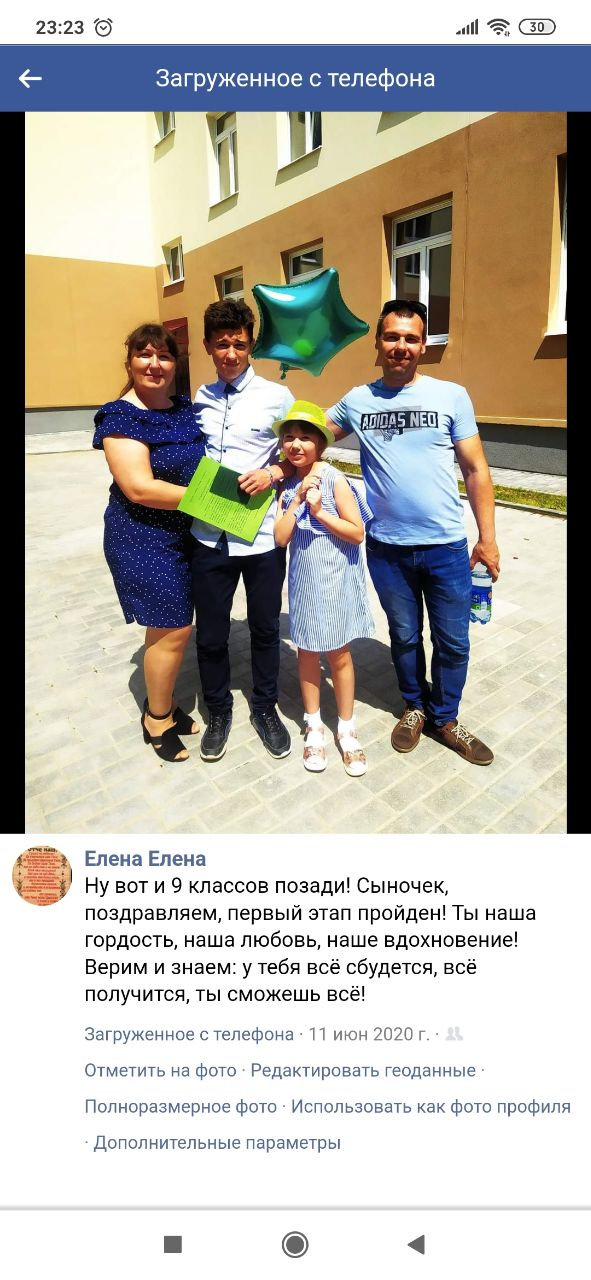 23:23
30
Загруженное с телефона
ADIDAS NEO
Елена Елена
Ну вот и 9 классов позади! Сыночек,
поздравляем, первый этап пройден! Ты наша
гордость, наша любовь, наше вдохновение!
Верим и знаем: у тебя всё сбудется, всё
получится, ты сможешь всё!
Загруженное с телефона · 11 июн 2020 г. ·
Отметить на фото · Редактировать геоданные ·
Полноразмерное фото · Использовать как фото профиля
· Дополнительные параметры